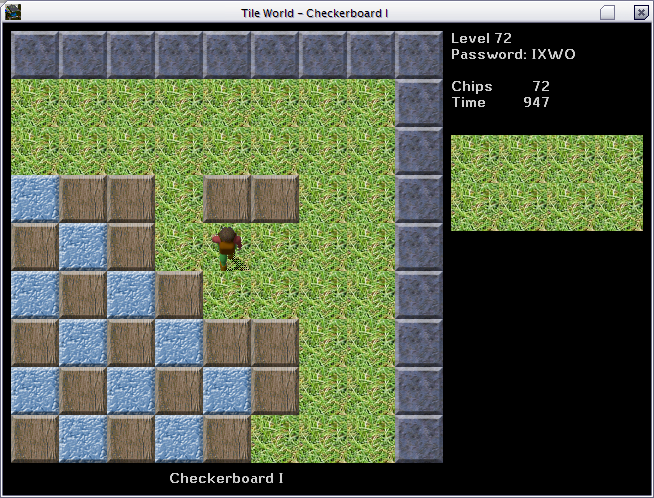 Tile World - Checkerboard I
Level 72
Password: IXWO
Chips 72
Time 947
Checkerboard I